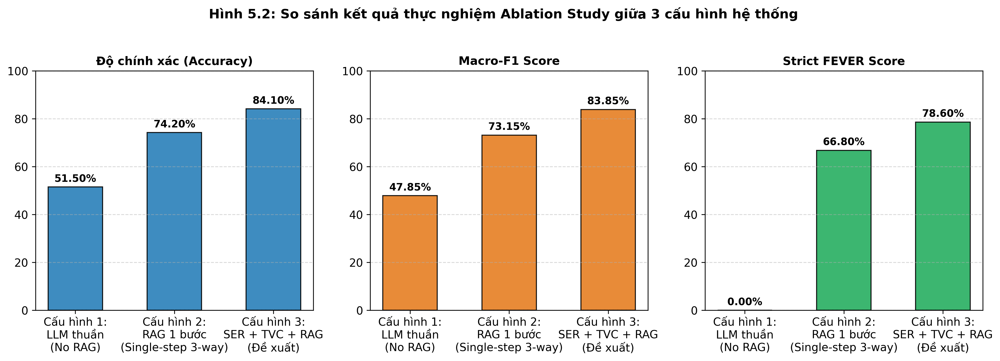 Hình 5.2: So sánh kết quả thực nghiệm Ablation Study giữa 3 cấu hình hệ thống
Độ chính xác (Accuracy)
100
80
60
40
20
0
51.50%
74.20%
84.10%
Cấu hình 1:
LLM thuần
(No RAG)
Cấu hình 2:
RAG 1 bước
(Single-step 3-way)
Cấu hình 3:
SER + TVC + RAG
(Đề xuất)
Macro-F1 Score
100
80
60
40
20
0
47.85%
73.15%
83.85%
Cấu hình 1:
LLM thuần
(No RAG)
Cấu hình 2:
RAG 1 bước
(Single-step 3-way)
Cấu hình 3:
SER + TVC + RAG
(Đề xuất)
Strict FEVER Score
100
80
60
40
20
0
0.00%
66.80%
78.60%
Cấu hình 1:
LLM thuần
(No RAG)
Cấu hình 2:
RAG 1 bước
(Single-step 3-way)
Cấu hình 3:
SER + TVC + RAG
(Đề xuất)